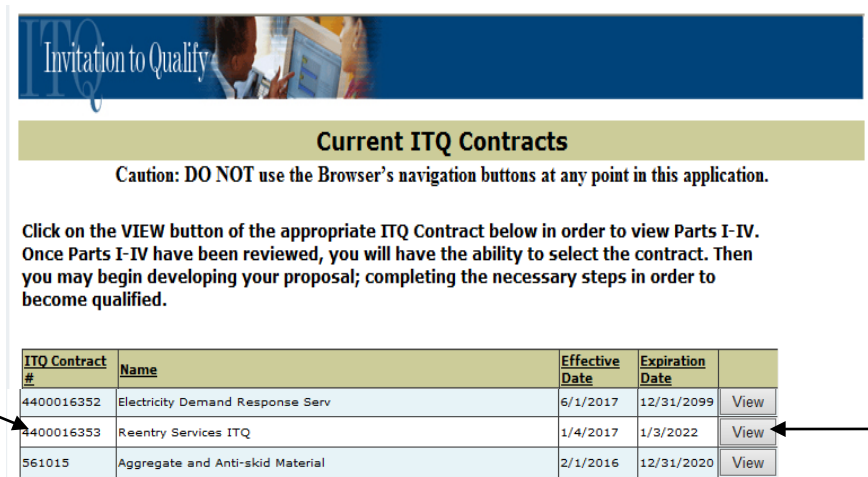 ITQ
Invitation to Qualify
Current ITQ Contracts
Caution: DO NOT use the Browser's navigation buttons at any point in this application.
Click on the VIEW button of the appropriate ITQ Contract below in order to view Parts I-IV.
Once Parts I-IV have been reviewed, you will have the ability to select the contract. Then
you may begin developing your proposal; completing the necessary steps in order to
become qualified.
ITQ Contract # Name Effective Date Expiration Date
4400016352 Electricity Demand Response Serv 6/1/2017 12/31/2099 View
4400016353 Reentry Services ITQ 1/4/2017 1/3/2022 View
561015 Aggregate and Anti-skid Material 2/1/2016 12/31/2020 View